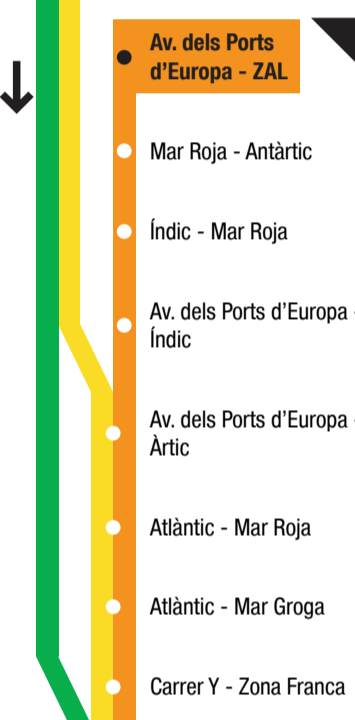 Av. dels Ports
d’Europa - ZAL
Mar Roja - Antàrtic
Índic - Mar Roja
Av. dels Ports d’Europa -
Índic
Av. dels Ports d’Europa -
Àrtic
Atlàntic - Mar Roja
Atlàntic - Mar Groga
Carrer Y - Zona Franca